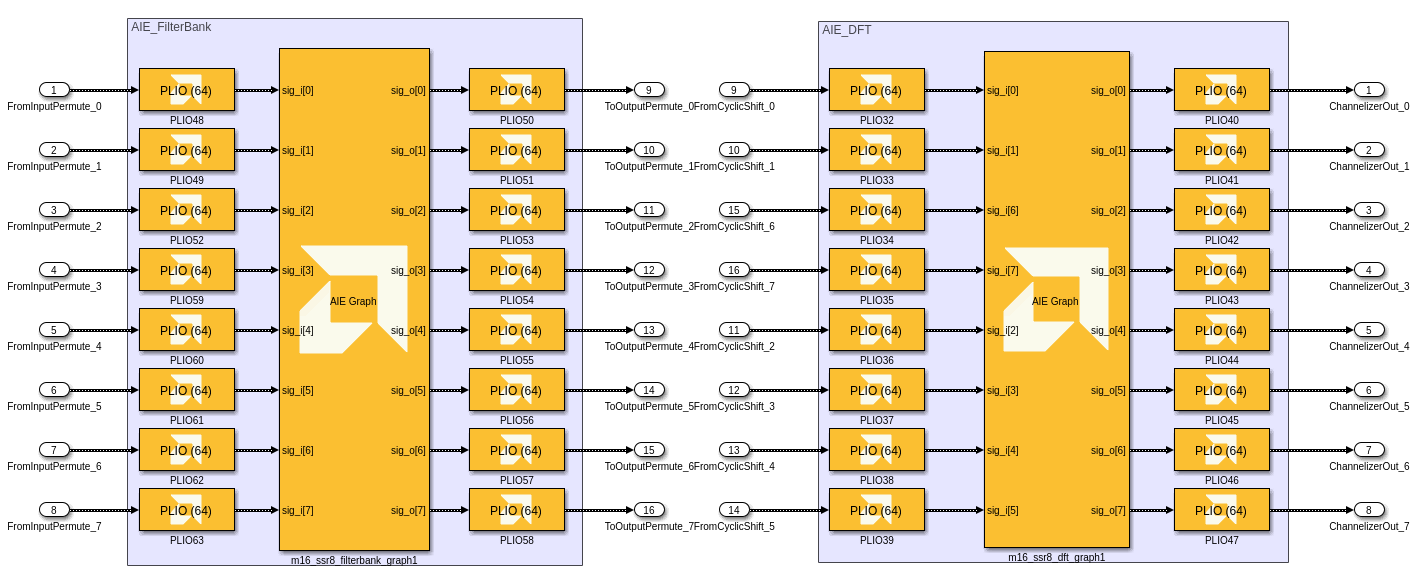 AIE_FilterBank
AIE_DFT
1 PLIO (64) sig_i[0] sig_o[0] PLIO (64) 9 9 PLIO (64) sig_i[0] sig_o[0] PLIO (64) 1
FromInputPermute_0 PLIO48 PLIO50 ToOutputPermute_0 FromCyclicShift_0 PLIO32 PLIO40 ChannelizerOut_0
2 PLIO (64) sig_i[1] sig_o[1] PLIO (64) 10 10 PLIO (64) sig_i[1] sig_o[1] PLIO (64) 2
FromInputPermute_1 PLIO49 PLIO51 ToOutputPermute_1 FromCyclicShift_1 PLIO33 PLIO41 ChannelizerOut_1
3 PLIO (64) sig_i[2] sig_o[2] PLIO (64) 11 15 PLIO (64) sig_i[6] sig_o[2] PLIO (64) 3
FromInputPermute_2 PLIO52 PLIO53 ToOutputPermute_2 FromCyclicShift_6 PLIO34 PLIO42 ChannelizerOut_2
4 PLIO (64) sig_i[3] sig_o[3] PLIO (64) 12 16 PLIO (64) sig_i[7] sig_o[3] PLIO (64) 4
FromInputPermute_3 PLIO59 AIE Graph PLIO54 ToOutputPermute_3 FromCyclicShift_7 PLIO35 AIE Graph PLIO43 ChannelizerOut_3
5 PLIO (64) sig_i[4] sig_o[4] PLIO (64) 13 11 PLIO (64) sig_i[2] sig_o[4] PLIO (64) 5
FromInputPermute_4 PLIO60 PLIO55 ToOutputPermute_4 FromCyclicShift_2 PLIO36 PLIO44 ChannelizerOut_4
6 PLIO (64) sig_i[5] sig_o[5] PLIO (64) 14 12 PLIO (64) sig_i[3] sig_o[5] PLIO (64) 6
FromInputPermute_5 PLIO61 PLIO56 ToOutputPermute_5 FromCyclicShift_3 PLIO37 PLIO45 ChannelizerOut_5
7 PLIO (64) sig_i[6] sig_o[6] PLIO (64) 15 13 PLIO (64) sig_i[4] sig_o[6] PLIO (64) 7
FromInputPermute_6 PLIO62 PLIO57 ToOutputPermute_6 FromCyclicShift_4 PLIO38 PLIO46 ChannelizerOut_6
8 PLIO (64) sig_i[7] sig_o[7] PLIO (64) 16 14 PLIO (64) sig_i[5] sig_o[7] PLIO (64) 8
FromInputPermute_7 PLIO63 PLIO58 ToOutputPermute_7 FromCyclicShift_5 PLIO39 PLIO47 ChannelizerOut_7
m16_ssr8_filterbank_graph1 m16_ssr8_dft_graph1